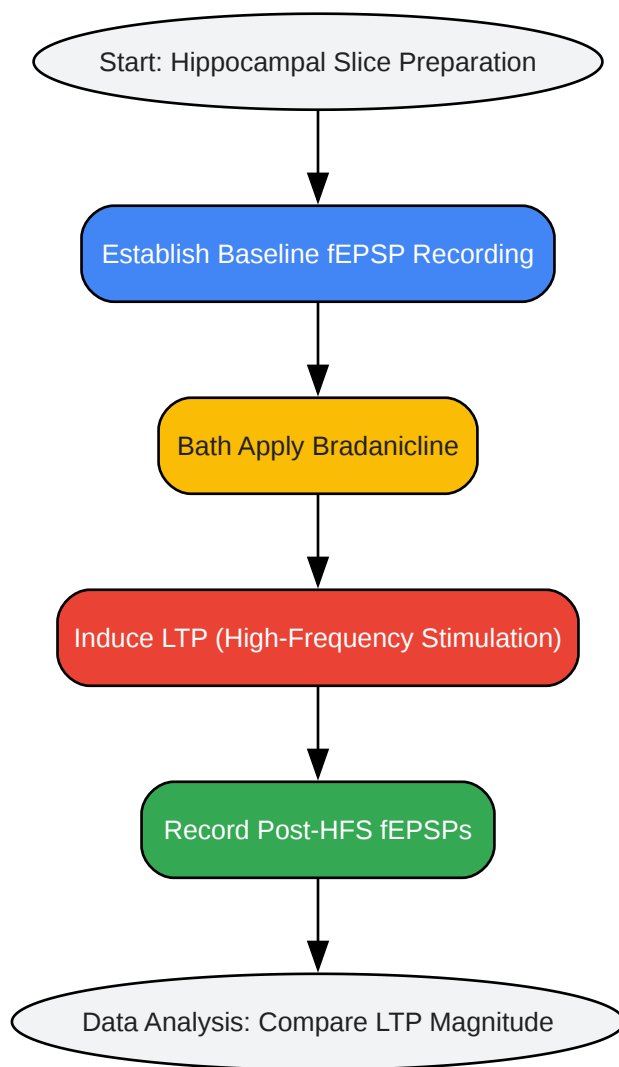 Start: Hippocampal Slice Preparation
Establish Baseline fEPSP Recording
Bath Apply Bradanicline
Induce LTP (High-Frequency Stimulation)
Record Post-HFS fEPSPs
Data Analysis: Compare LTP Magnitude